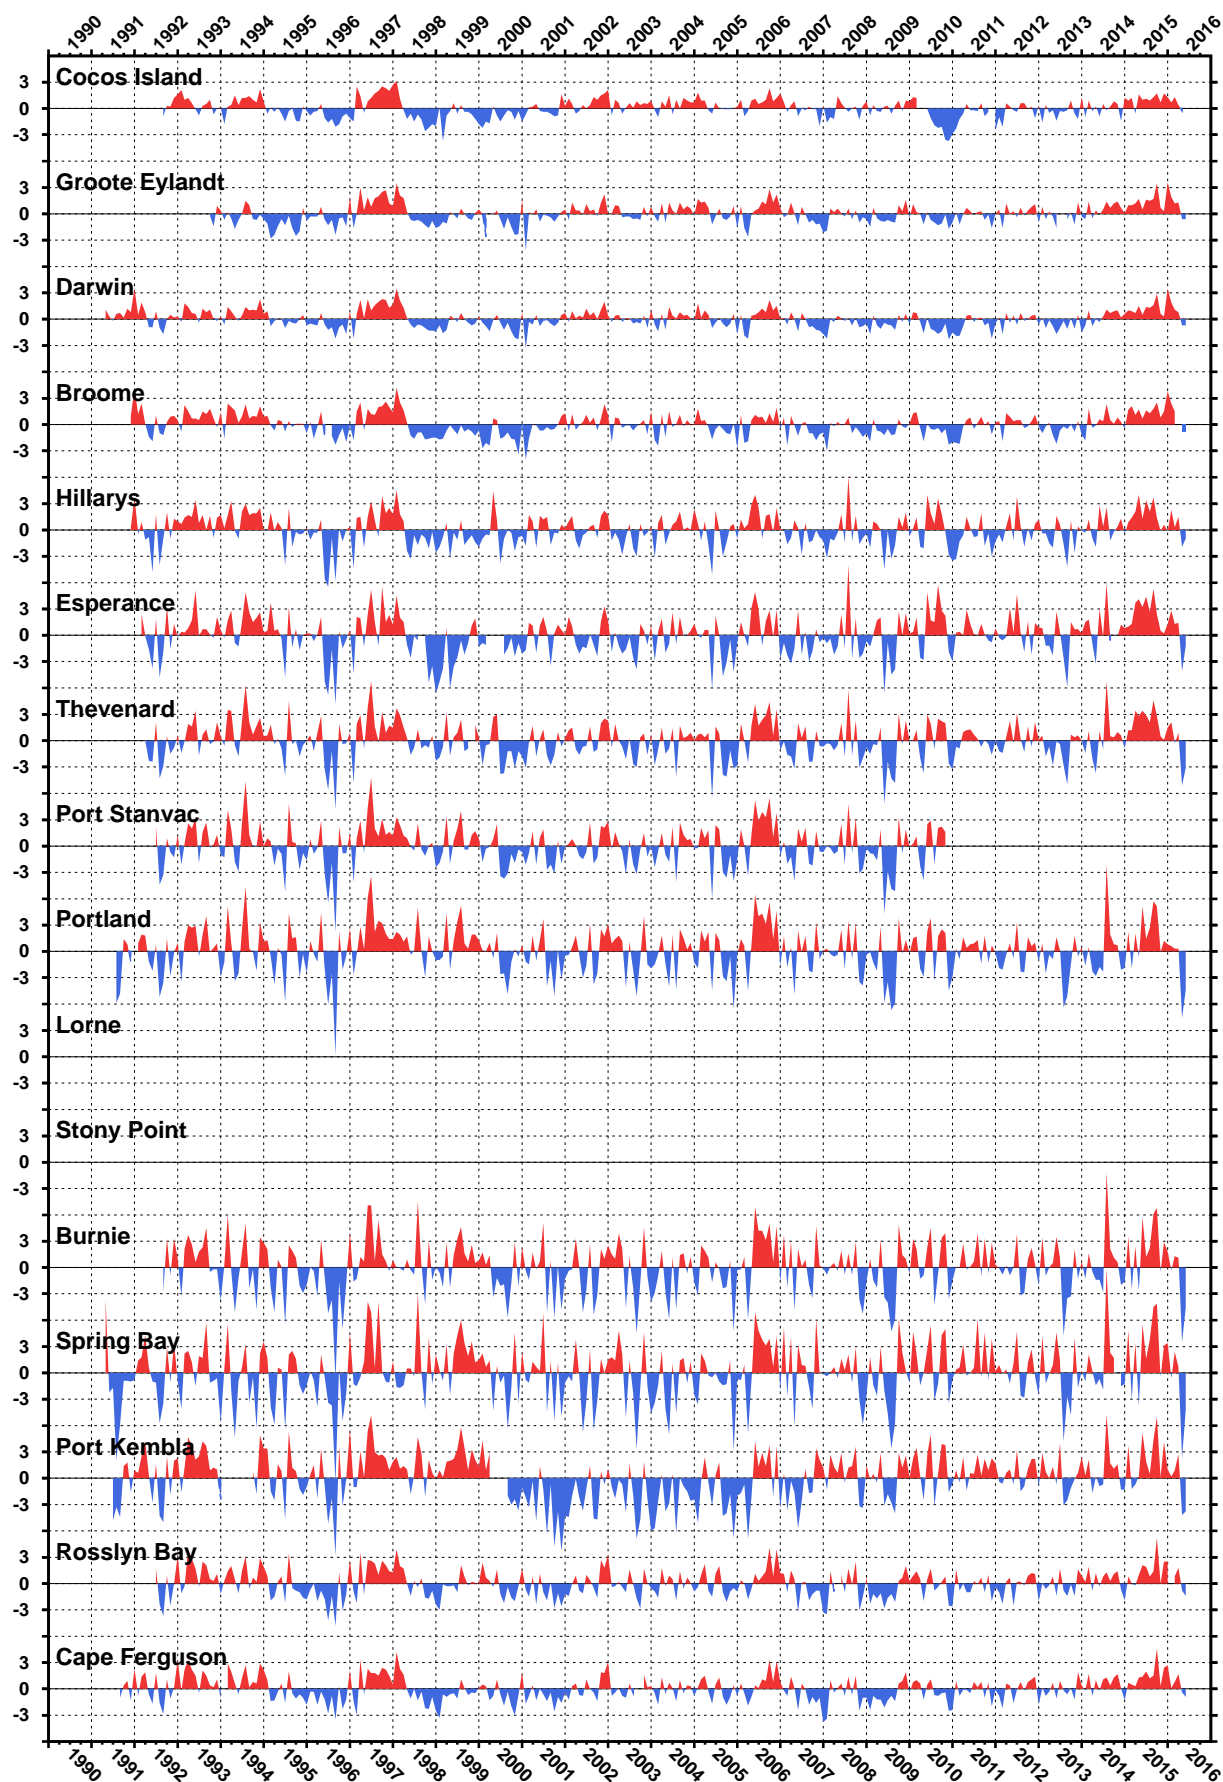 1990 1991 1992 1993 1994 1995 1996 1997 1998 1999 2000 2001 2002 2003 2004 2005 2006 2007 2008 2009 2010 2011 2012 2013 2014 2015 2016
Cocos Island
3
0
-3
Groote Eylandt
3
0
-3
Darwin
3
0
-3
Broome
3
0
-3
Hillarys
3
0
-3
Esperance
3
0
-3
Thevenard
3
0
-3
Port Stanvac
3
0
-3
Portland
3
0
-3
Lorne
3
0
-3
Stony Point
3
0
-3
Burnie
3
0
-3
Spring Bay
3
0
-3
Port Kembla
3
0
-3
Rosslyn Bay
3
0
-3
Cape Ferguson
3
0
-3
1990 1991 1992 1993 1994 1995 1996 1997 1998 1999 2000 2001 2002 2003 2004 2005 2006 2007 2008 2009 2010 2011 2012 2013 2014 2015 2016